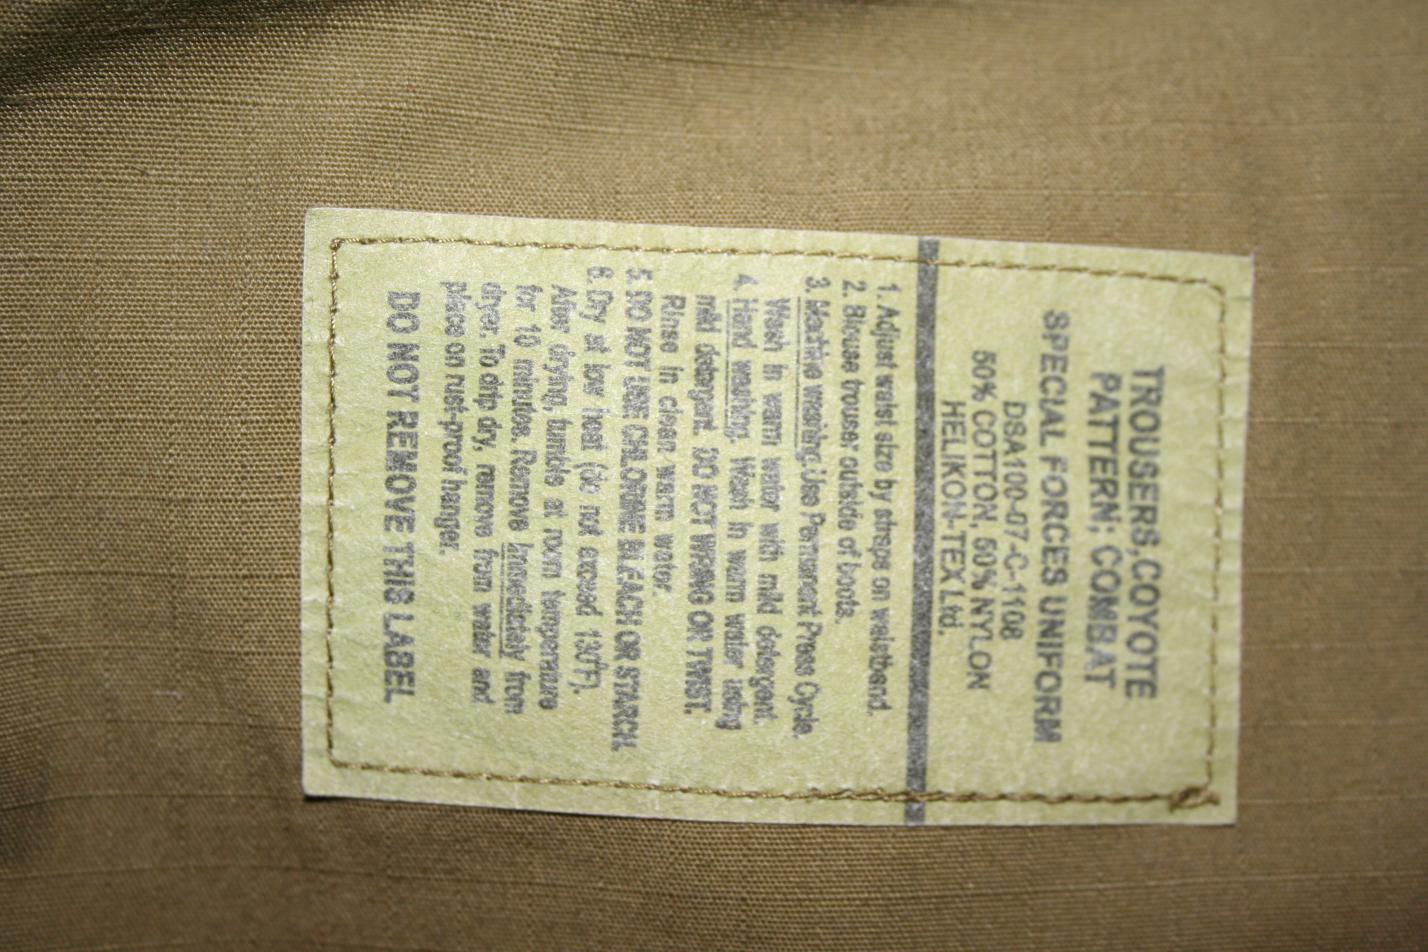 TROUSERS, COYOTE
PATTERN: COMBAT
SPECIAL FORCES UNIFORM
DSA100-07-C-1108
50% COTTON, 50% NYLON
HELIKON-TEX Ltd.
1. Adjust waist size by straps on waistband.
2. Blouse trouser outside of boots.
3. Machine washing. Use Permanent Press Cycle.
Wash in warm water with mild detergent.
4. Hand washing. Wash in warm water using
mild detergent. DO NOT WRING OR TWIST.
Rinse in clean warm water.
5. DO NOT USE CHLORINE BLEACH OR STARCH.
6. Dry at low heat (do not exceed 130°F).
After drying, tumble at room temperature
for 10 minutes. Remove immediately from
dryer. To drip dry, remove from water and
place on rust-proof hanger.
DO NOT REMOVE THIS LABEL